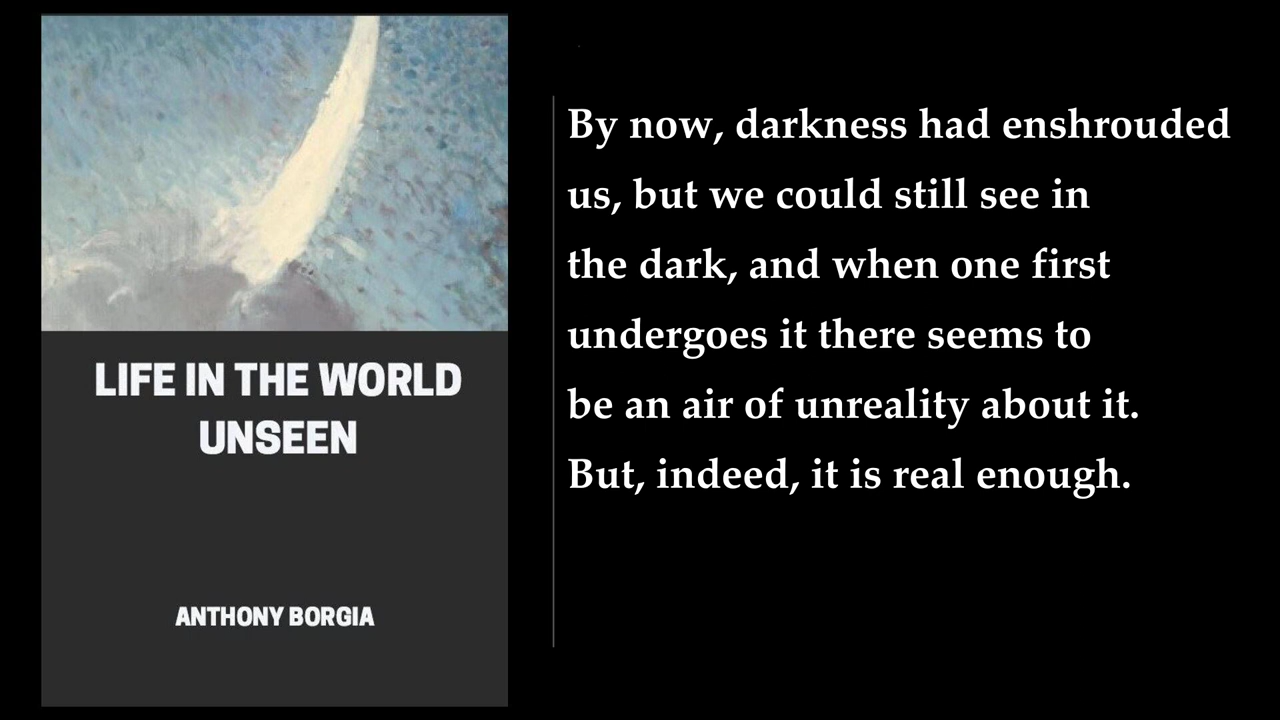 LIFE IN THE WORLD
UNSEEN
ANTHONY BORGIA
By now, darkness had enshrouded
us, but we could still see in
the dark, and when one first
undergoes it there seems to
be an air of unreality about it.
But, indeed, it is real enough.